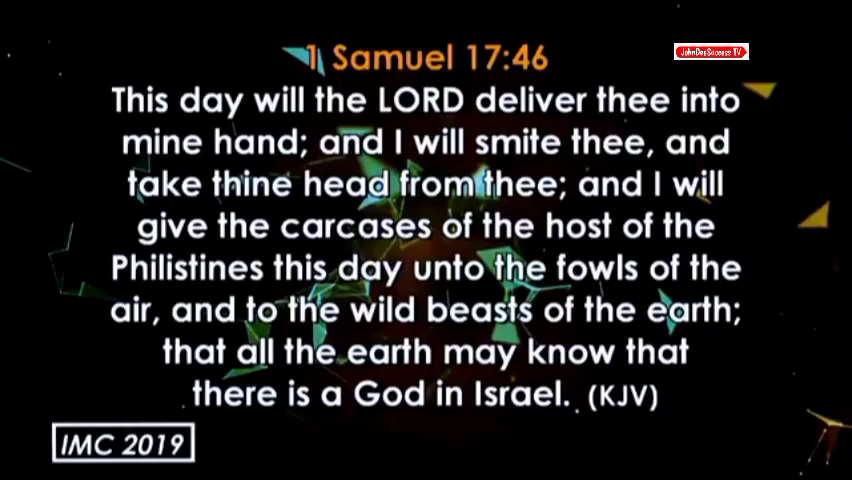 JohnDesSuccess TV
1 Samuel 17:46
This day will the LORD deliver thee into
mine hand; and I will smite thee, and
take thine head from thee; and I will
give the carcases of the host of the
Philistines this day unto the fowls of the
air, and to the wild beasts of the earth;
that all the earth may know that
there is a God in Israel. (KJV)
IMC 2019